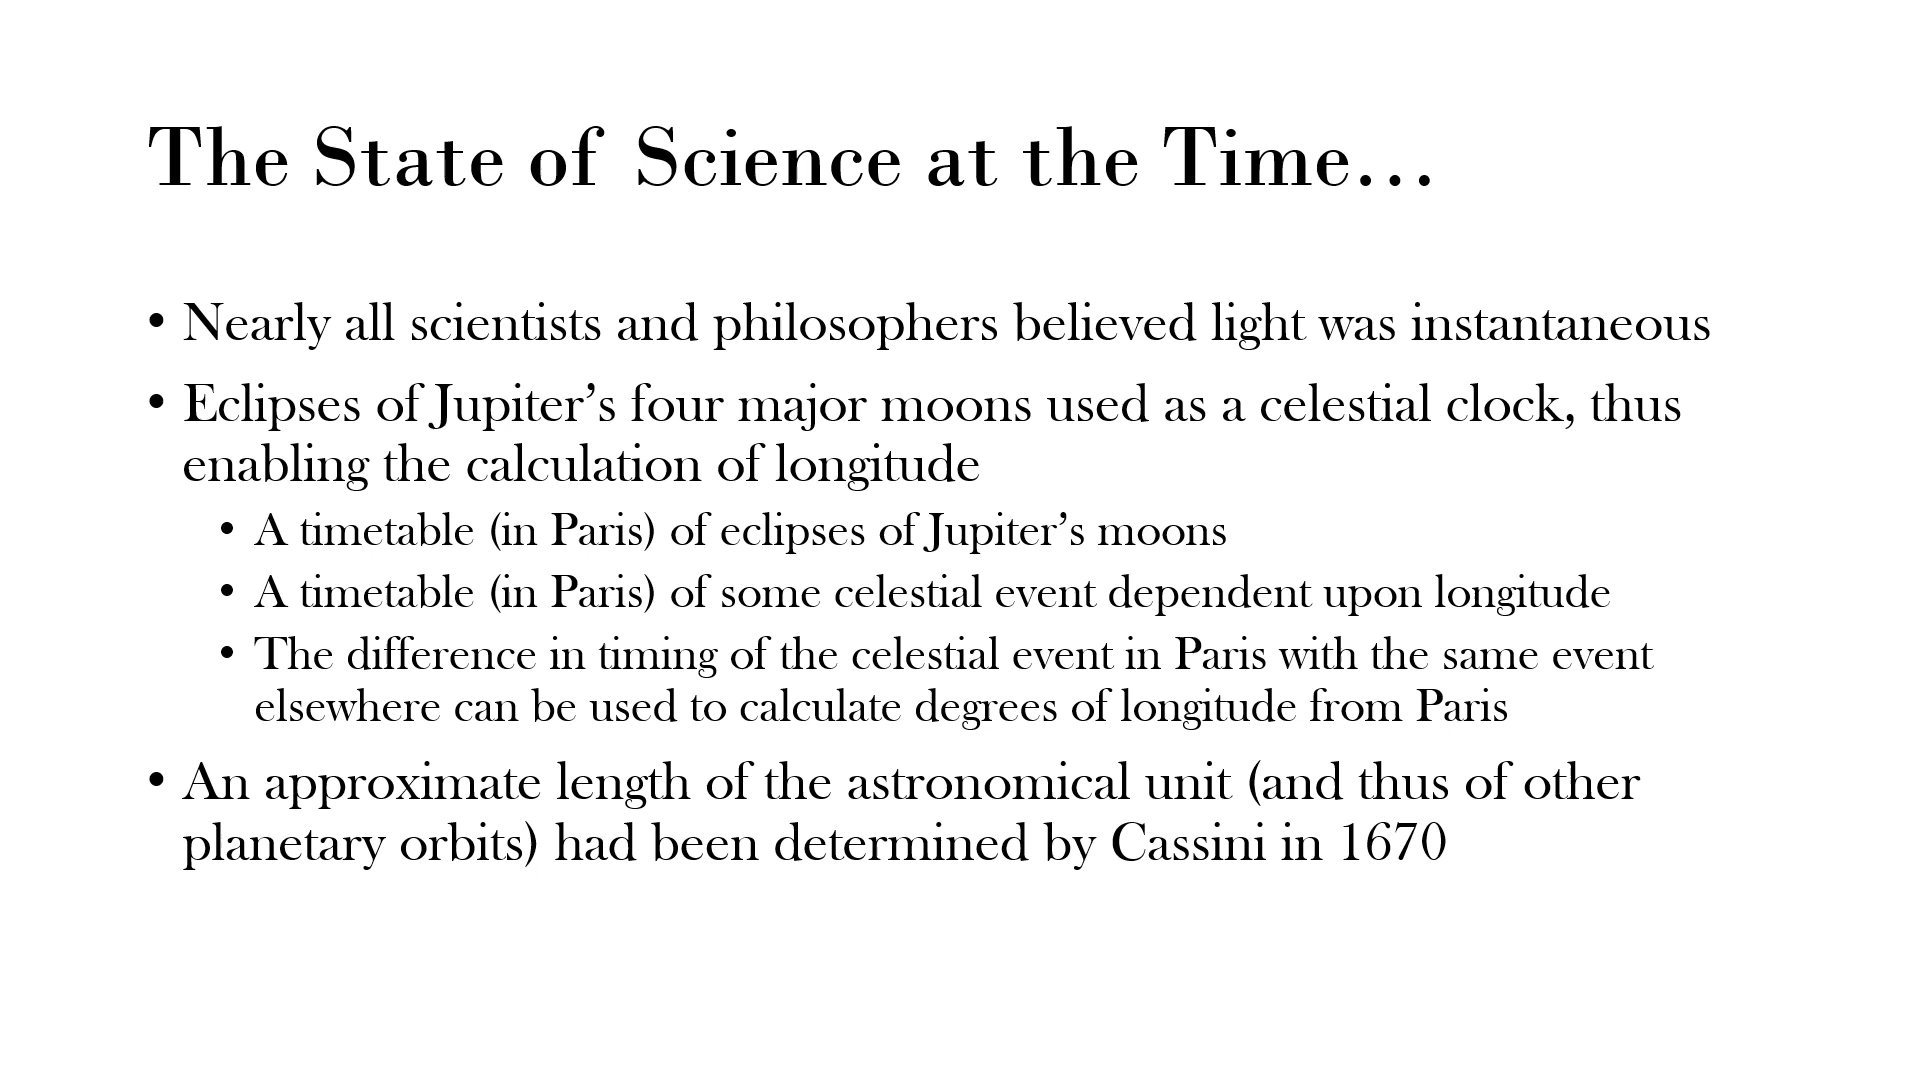 The State of Science at the Time…
• Nearly all scientists and philosophers believed light was instantaneous
• Eclipses of Jupiter’s four major moons used as a celestial clock, thus
enabling the calculation of longitude
• A timetable (in Paris) of eclipses of Jupiter’s moons
• A timetable (in Paris) of some celestial event dependent upon longitude
• The difference in timing of the celestial event in Paris with the same event
elsewhere can be used to calculate degrees of longitude from Paris
• An approximate length of the astronomical unit (and thus of other
planetary orbits) had been determined by Cassini in 1670